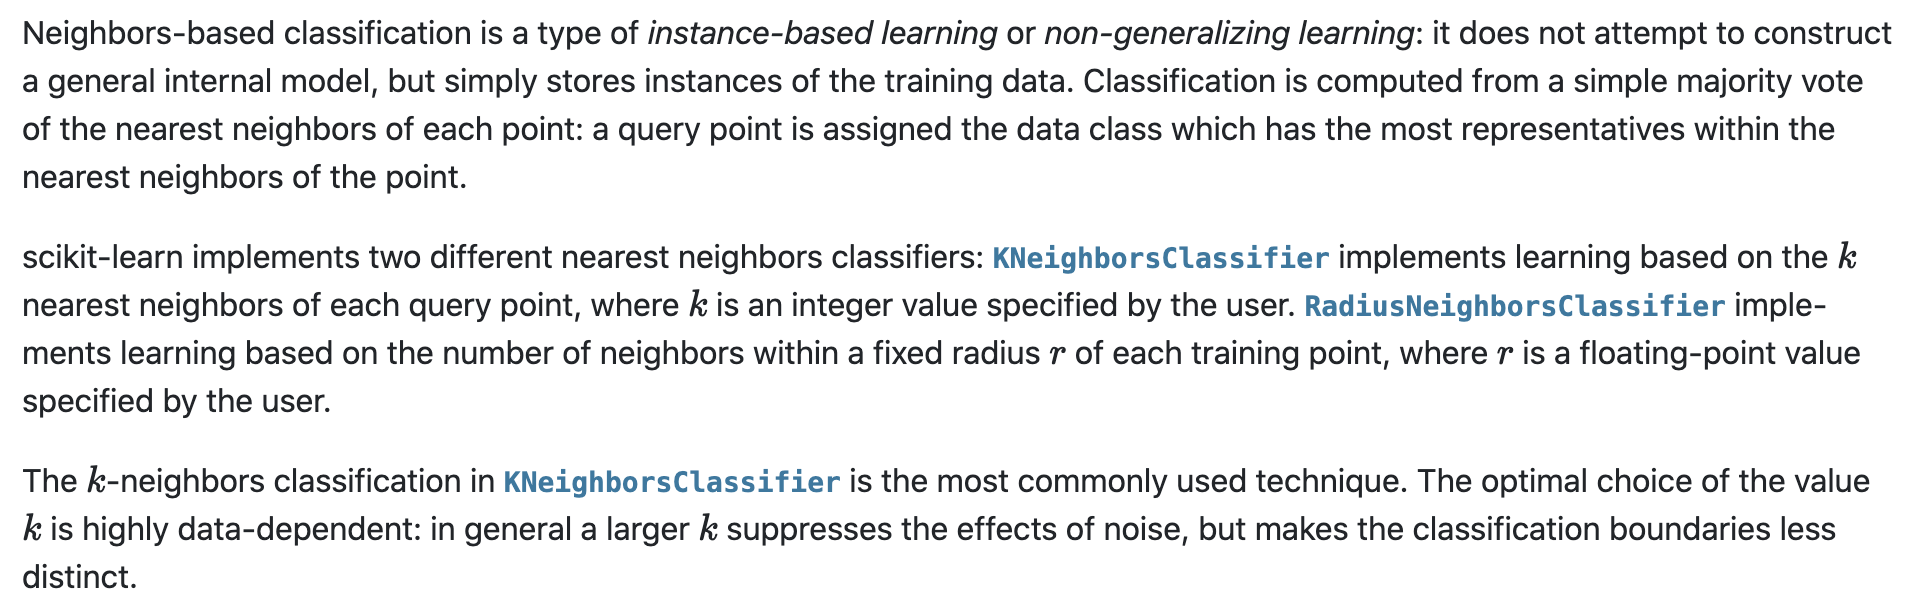 Neighbors-based classification is a type of instance-based learning or non-generalizing learning: it does not attempt to construct
a general internal model, but simply stores instances of the training data. Classification is computed from a simple majority vote
of the nearest neighbors of each point: a query point is assigned the data class which has the most representatives within the
nearest neighbors of the point.
scikit-learn implements two different nearest neighbors classifiers: KNeighborsClassifier implements learning based on the k
nearest neighbors of each query point, where k is an integer value specified by the user. RadiusNeighborsClassifier imple-
ments learning based on the number of neighbors within a fixed radius r of each training point, where r is a floating-point value
specified by the user.
The k-neighbors classification in KNeighborsClassifier is the most commonly used technique. The optimal choice of the value
k is highly data-dependent: in general a larger k suppresses the effects of noise, but makes the classification boundaries less
distinct.